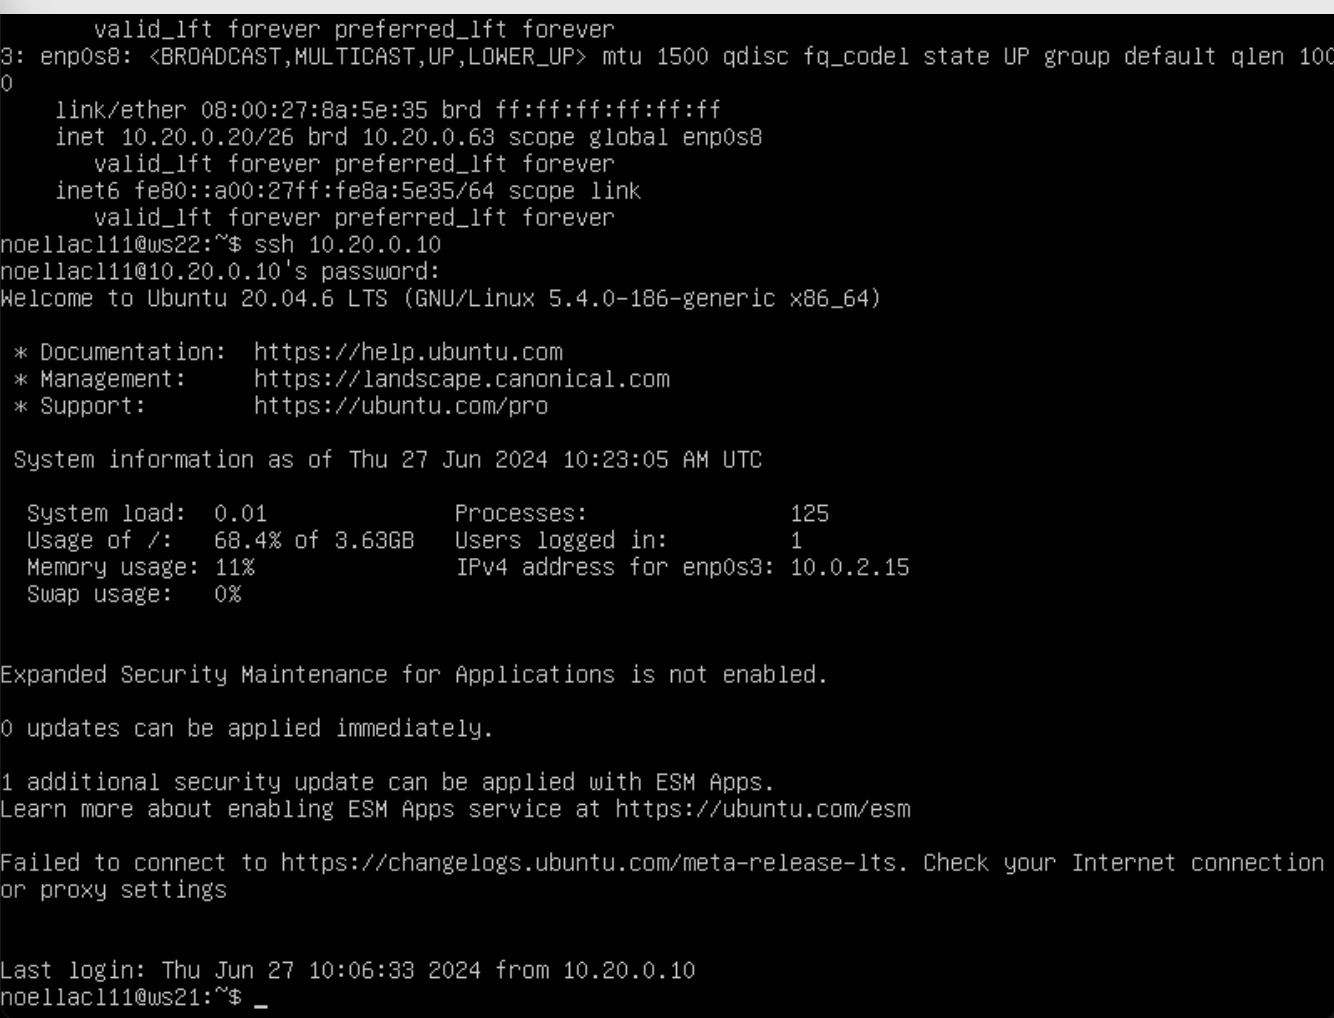 valid_lft forever preferred_lft forever
3: enp0s8: <BROADCAST,MULTICAST,UP,LOWER_UP> mtu 1500 qdisc fq_codel state UP group default qlen 100
0
link/ether 08:00:27:8a:5e:35 brd ff:ff:ff:ff:ff:ff
inet 10.20.0.20/26 brd 10.20.0.63 scope global enp0s8
valid_lft forever preferred_lft forever
inet6 fe80::a00:27ff:fe8a:5e35/64 scope link
valid_lft forever preferred_lft forever
noellacl11@ws22:~$ ssh 10.20.0.10
noellacl11@10.20.0.10's password:
Welcome to Ubuntu 20.04.6 LTS (GNU/Linux 5.4.0-186-generic x86_64)
* Documentation:  https://help.ubuntu.com
* Management:     https://landscape.canonical.com
* Support:        https://ubuntu.com/pro
System information as of Thu 27 Jun 2024 10:23:05 AM UTC
System load:  0.01              Processes:               125
Usage of /:   68.4% of 3.63GB   Users logged in:         1
Memory usage: 11%               IPv4 address for enp0s3: 10.0.2.15
Swap usage:   0%
Expanded Security Maintenance for Applications is not enabled.
0 updates can be applied immediately.
1 additional security update can be applied with ESM Apps.
Learn more about enabling ESM Apps service at https://ubuntu.com/esm
Failed to connect to https://changelogs.ubuntu.com/meta-release-lts. Check your Internet connection
or proxy settings
Last login: Thu Jun 27 10:06:33 2024 from 10.20.0.10
noellacl11@ws21:~$ _